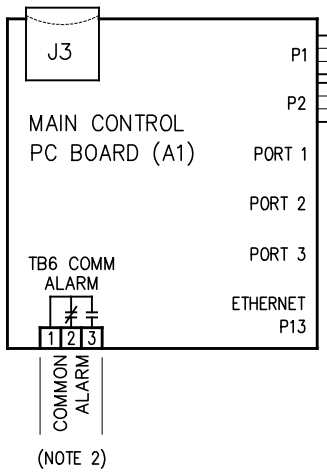 J3
P1
P2
MAIN CONTROL
PC BOARD (A1)
PORT 1
PORT 2
PORT 3
TB6 COMM
ALARM
ETHERNET
P13
1 2 3
COMMON
ALARM
(NOTE 2)